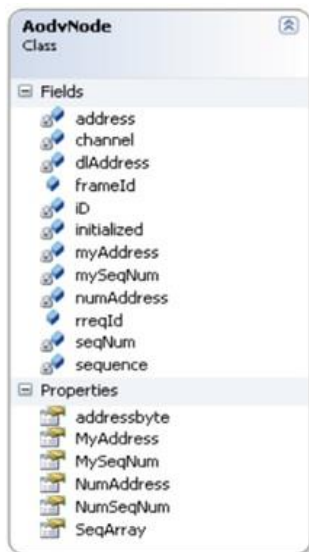 AodvNode
Class
Fields
address
channel
dlAddress
frameId
iD
initialized
myAddress
mySeqNum
numAddress
rreqId
seqNum
sequence
Properties
addressbyte
MyAddress
MySeqNum
NumAddress
NumSeqNum
SeqArray